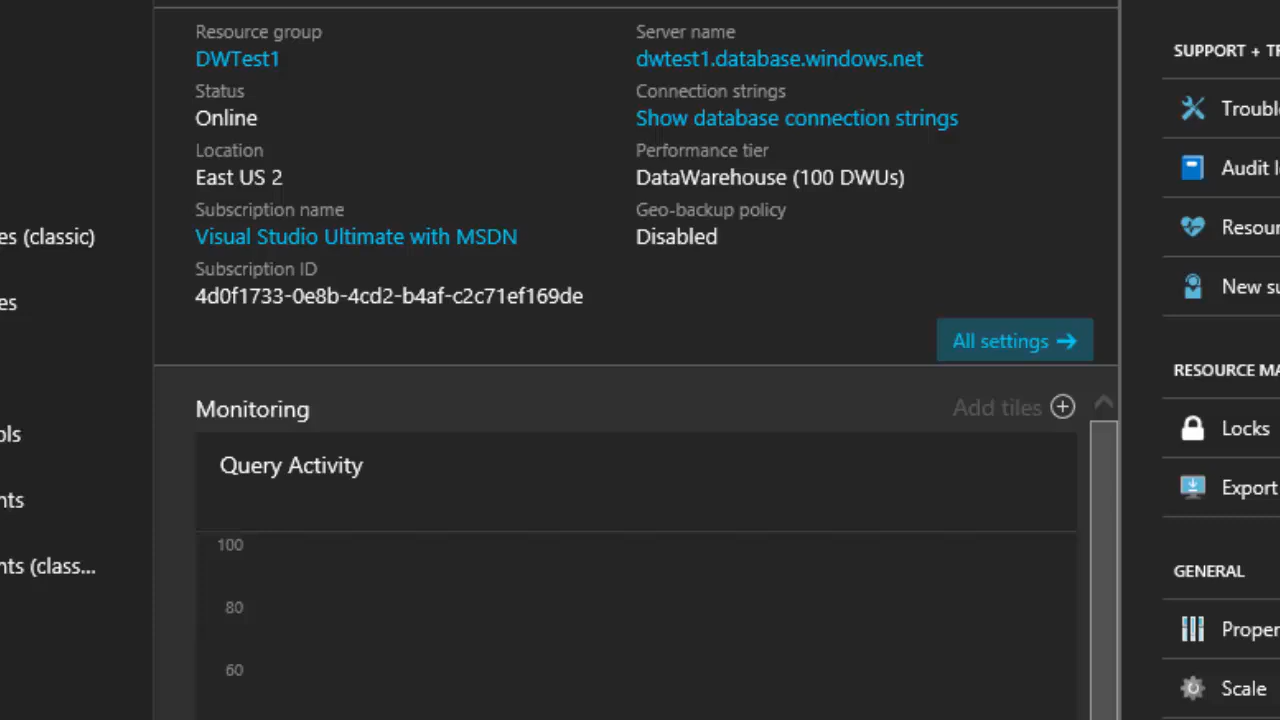 Resource group
DWTest1
Status
Online
Location
East US 2
Subscription name
Visual Studio Ultimate with MSDN
Subscription ID
4d0f1733-0e8b-4cd2-b4af-c2c71ef169de
Server name
dwtest1.database.windows.net
Connection strings
Show database connection strings
Performance tier
DataWarehouse (100 DWUs)
Geo-backup policy
Disabled
All settings →
Monitoring
Add tiles
Query Activity
100
80
60
es (classic)
es
ols
nts
nts (class...
SUPPORT + TR
Troubl
Audit l
Resour
New su
RESOURCE MA
Locks
Export
GENERAL
Proper
Scale